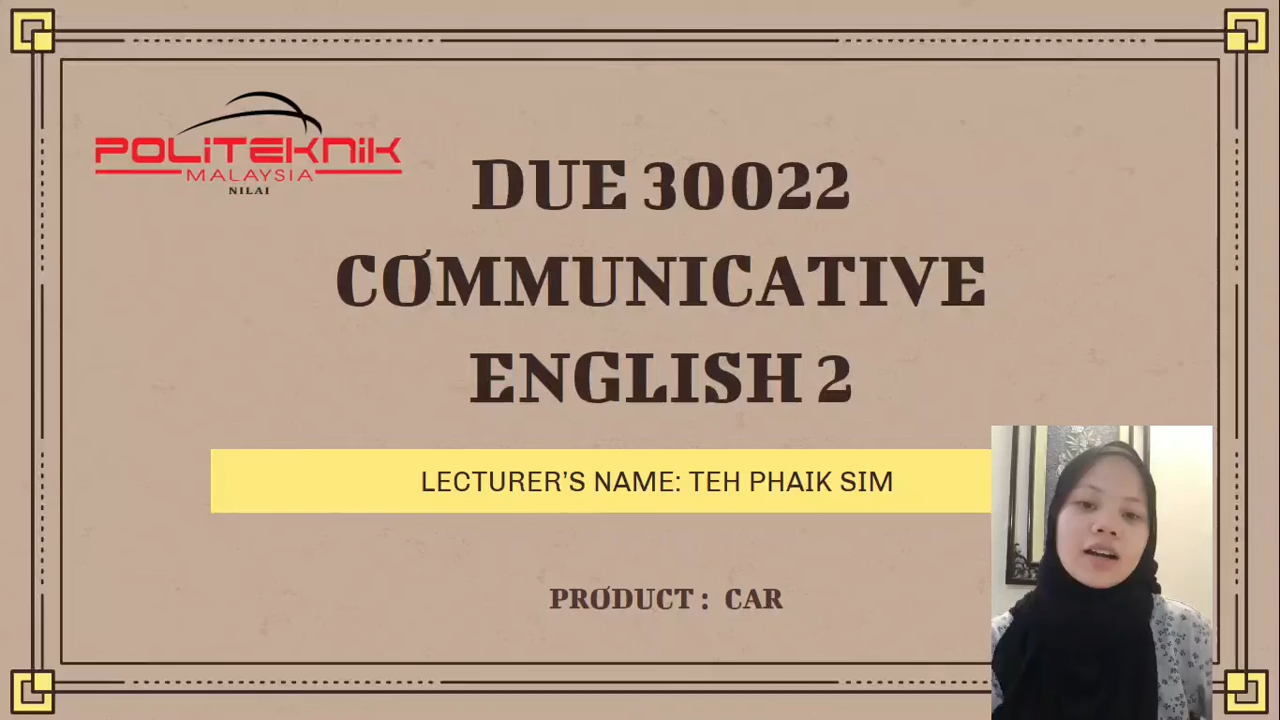 POLITEKNIK
MALAYSIA
NILAI
DUE 30022
COMMUNICATIVE
ENGLISH 2
LECTURER'S NAME: TEH PHAIK SIM
PRODUCT : CAR